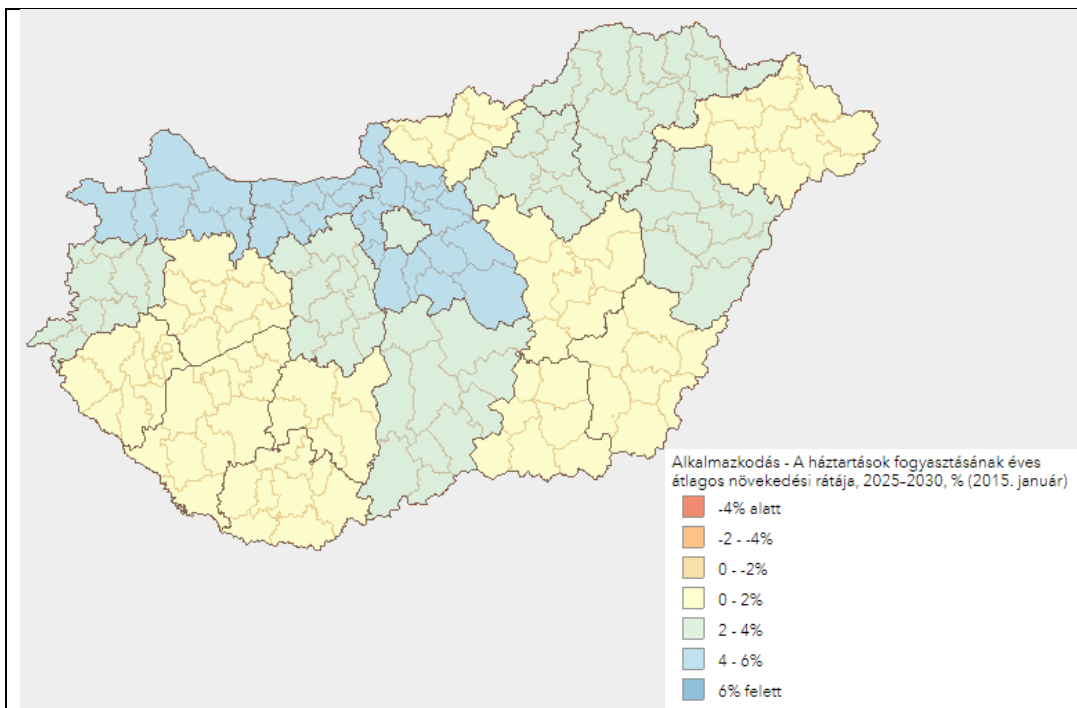 Alkalmazkodás - A háztartások fogyasztásának éves
átlagos növekedési rátája, 2025-2030, % (2015. január)
-4% alatt
-2 - -4%
0 - -2%
0 - 2%
2 - 4%
4 - 6%
6% felett